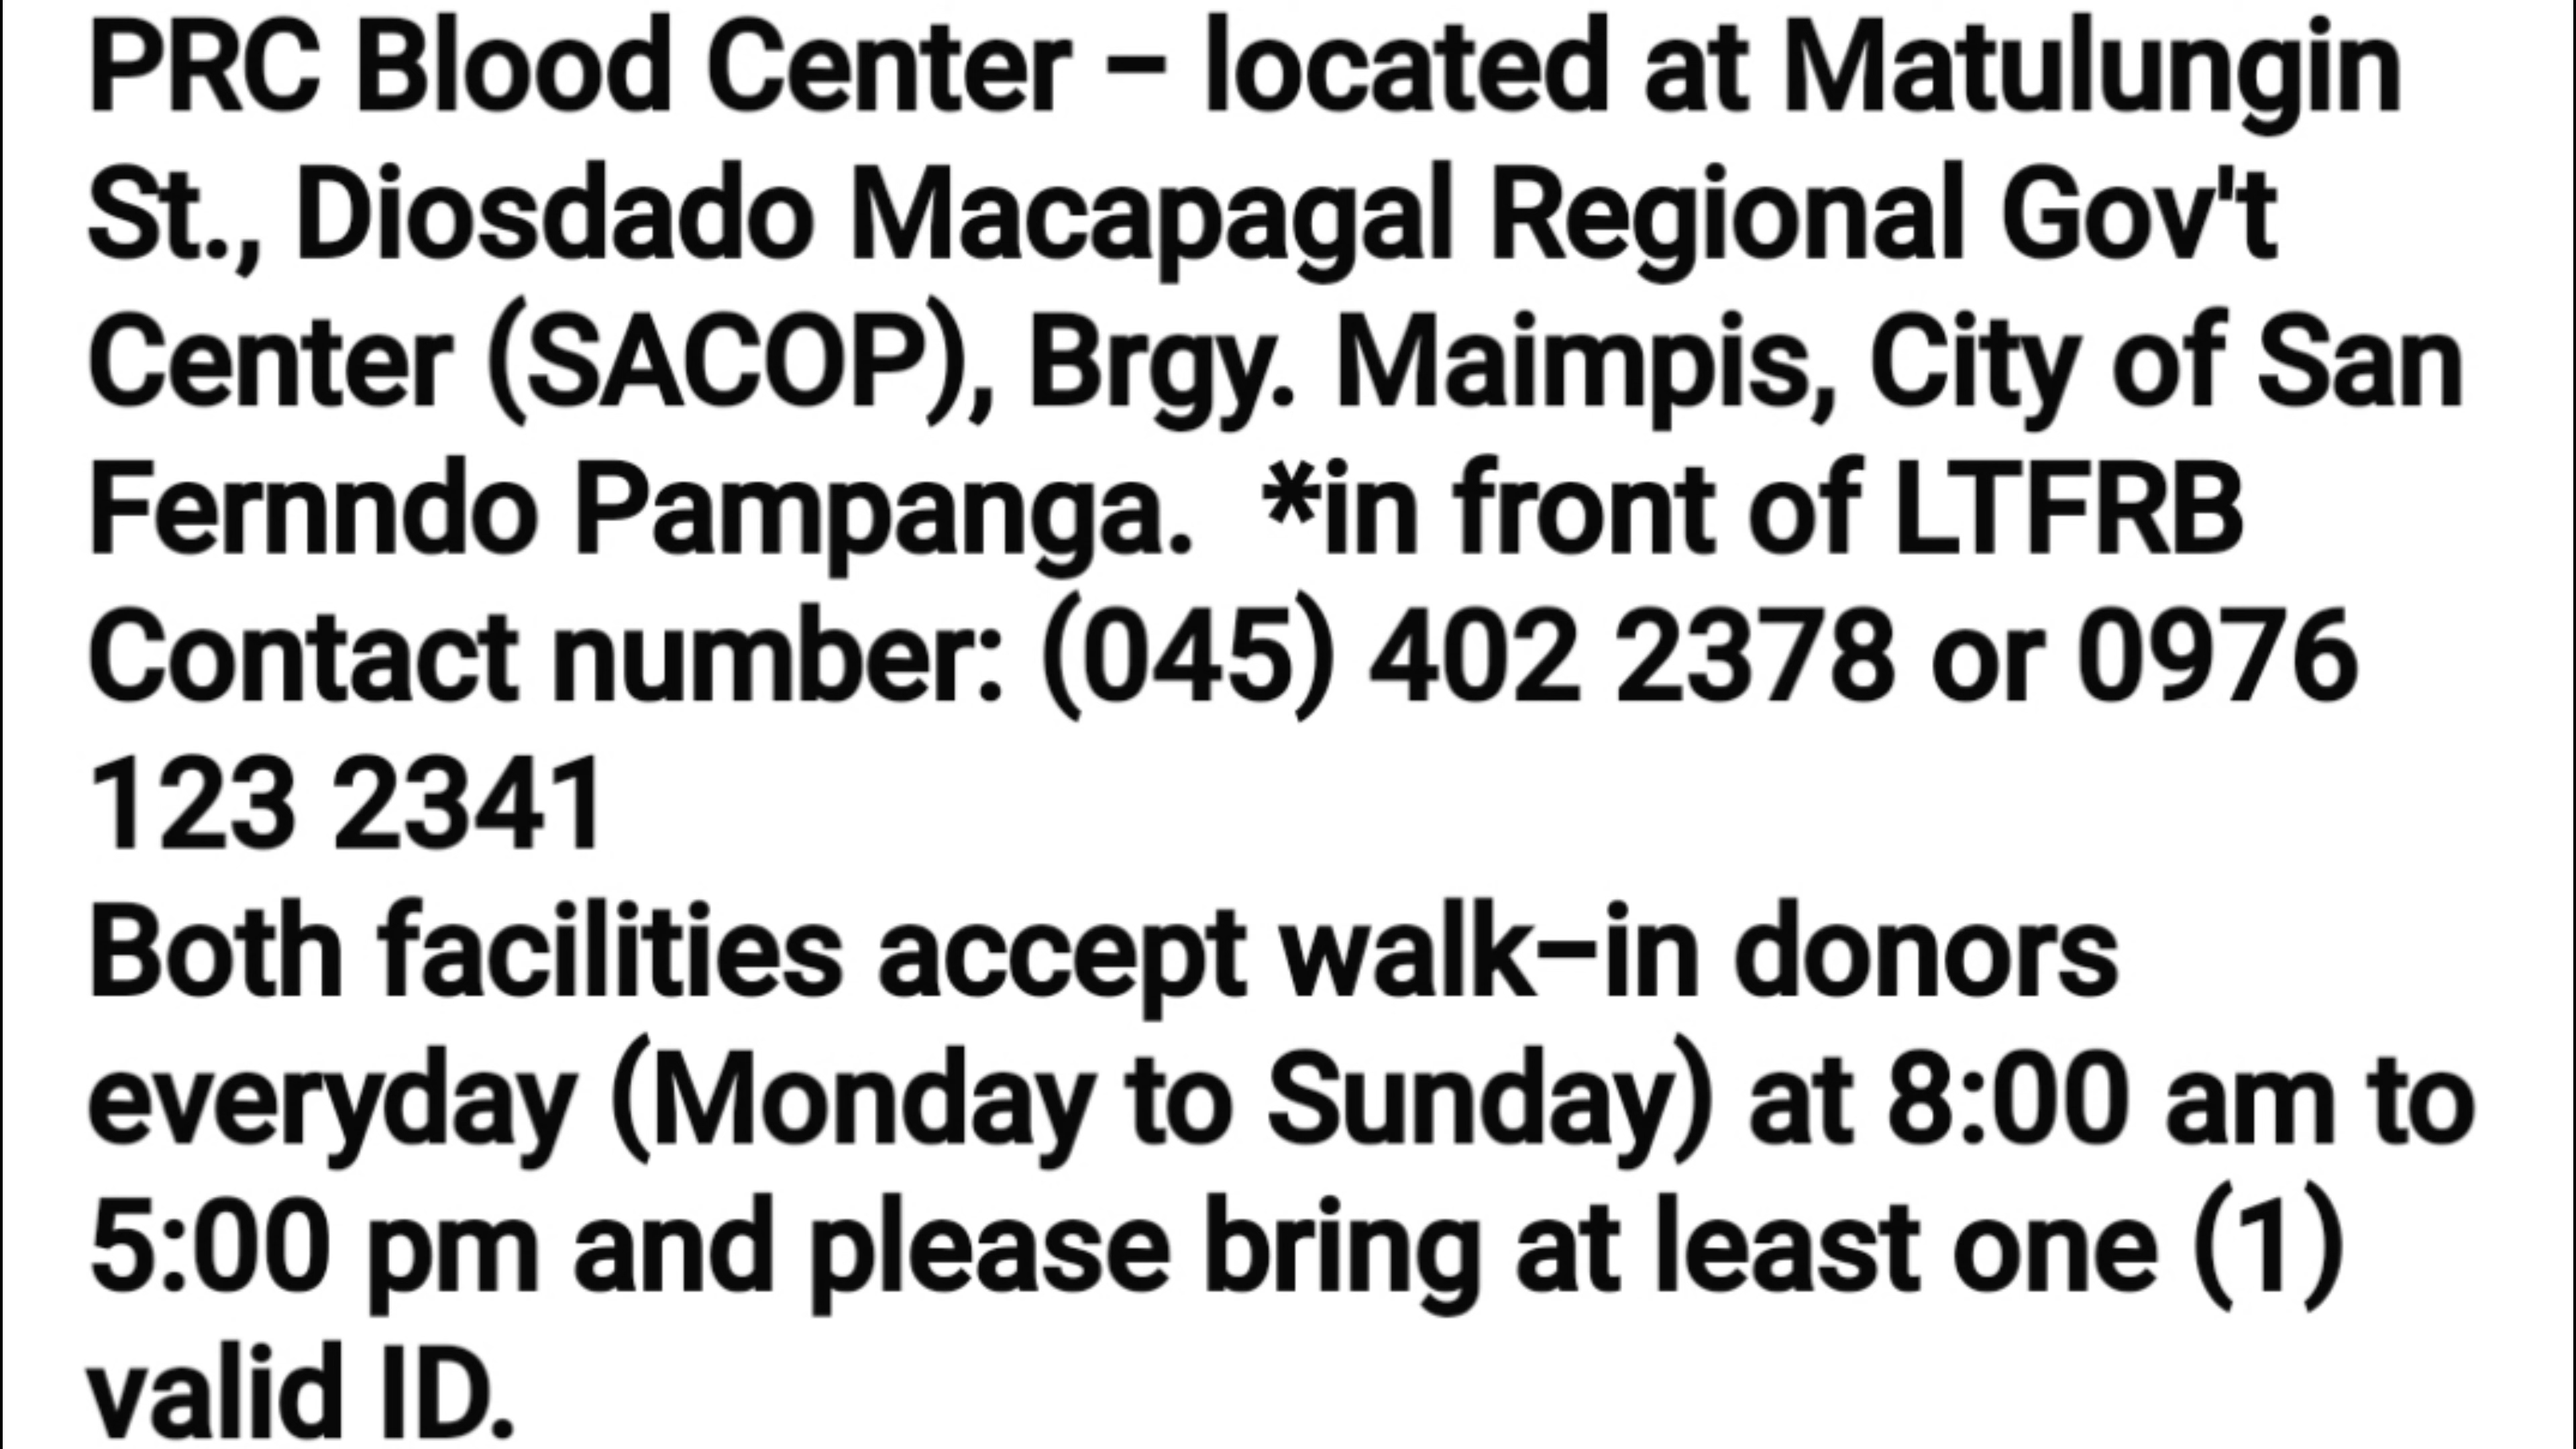 PRC Blood Center – located at Matulungin
St., Diosdado Macapagal Regional Gov't
Center (SACOP), Brgy. Maimpis, City of San
Fernndo Pampanga.  *in front of LTFRB
Contact number: (045) 402 2378 or 0976
123 2341
Both facilities accept walk–in donors
everyday (Monday to Sunday) at 8:00 am to
5:00 pm and please bring at least one (1)
valid ID.